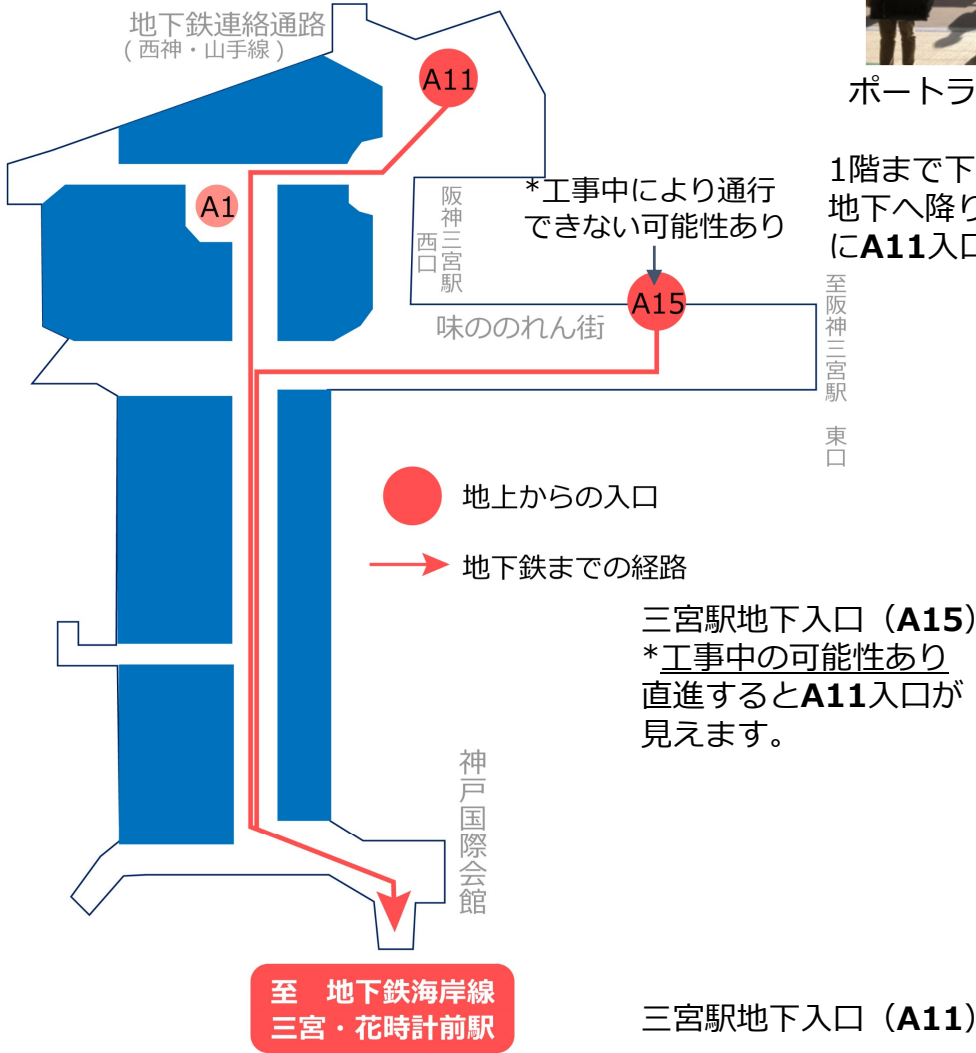 地下鉄連絡通路
(西神・山手線)
A11
ポートラ
1階まで下
地下へ降り
にA11入口
*工事中により通行
できない可能性あり
A1
阪神三宮駅
西口
A15
味ののれん街
至阪神三宮駅 東口
地上からの入口
地下鉄までの経路
三宮駅地下入口（A15）
*工事中の可能性あり
直進するとA11入口が
見えます。
神戸国際会館
至 地下鉄海岸線
三宮・花時計前駅
三宮駅地下入口（A11）